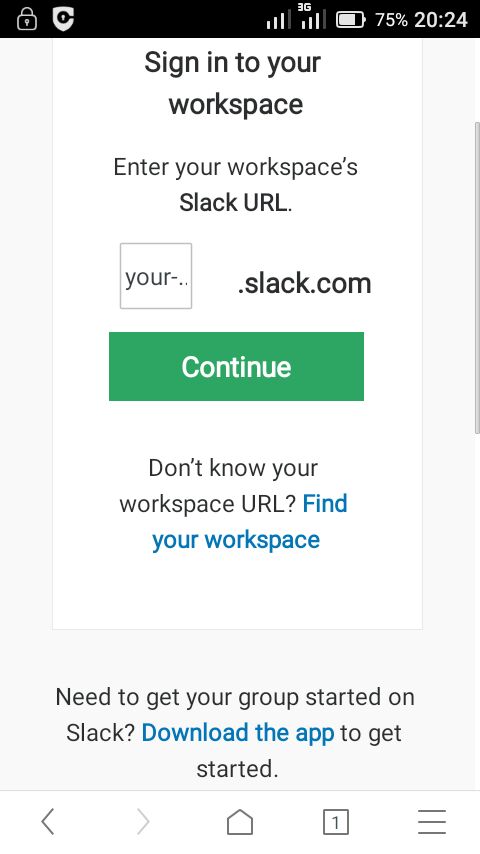 3G
75% 20:24
Sign in to your
workspace
Enter your workspace’s
Slack URL.
your-..
.slack.com
Continue
Don’t know your
workspace URL? Find
your workspace
Need to get your group started on
Slack? Download the app to get
started.
1